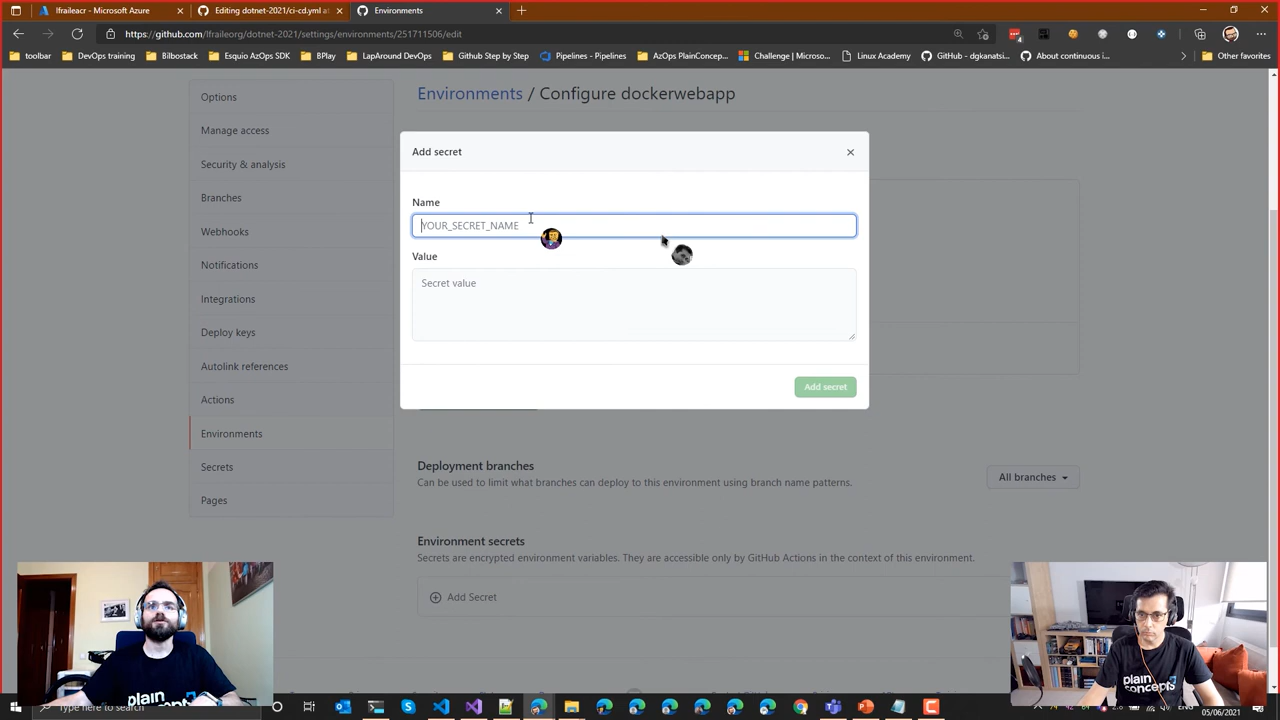 lfraileacr - Microsoft Azure
Editing dotnet-2021/ci-cd.yml at
Environments
https://github.com/lfraileorg/dotnet-2021/settings/environments/251711506/edit
toolbar
DevOps training
Bilbostack
Esquio AzOps SDK
BPlay
LapAround DevOps
Github Step by Step
Pipelines - Pipelines
AzOps PlainConcep...
Challenge | Microso...
Linux Academy
GitHub - dgkanatsi...
About continuous i...
Other favorites
Options
Manage access
Security & analysis
Branches
Webhooks
Notifications
Integrations
Deploy keys
Autolink references
Actions
Environments
Secrets
Pages
Environments / Configure dockerwebapp
Add secret
Name
YOUR_SECRET_NAME
Value
Secret value
Add secret
Deployment branches
Can be used to limit what branches can deploy to this environment using branch name patterns.
All branches
Environment secrets
Secrets are encrypted environment variables. They are accessible only by GitHub Actions in the context of this environment.
Add Secret
plain
concepts
plain
concepts
Type here to search
ENG
05/06/2021